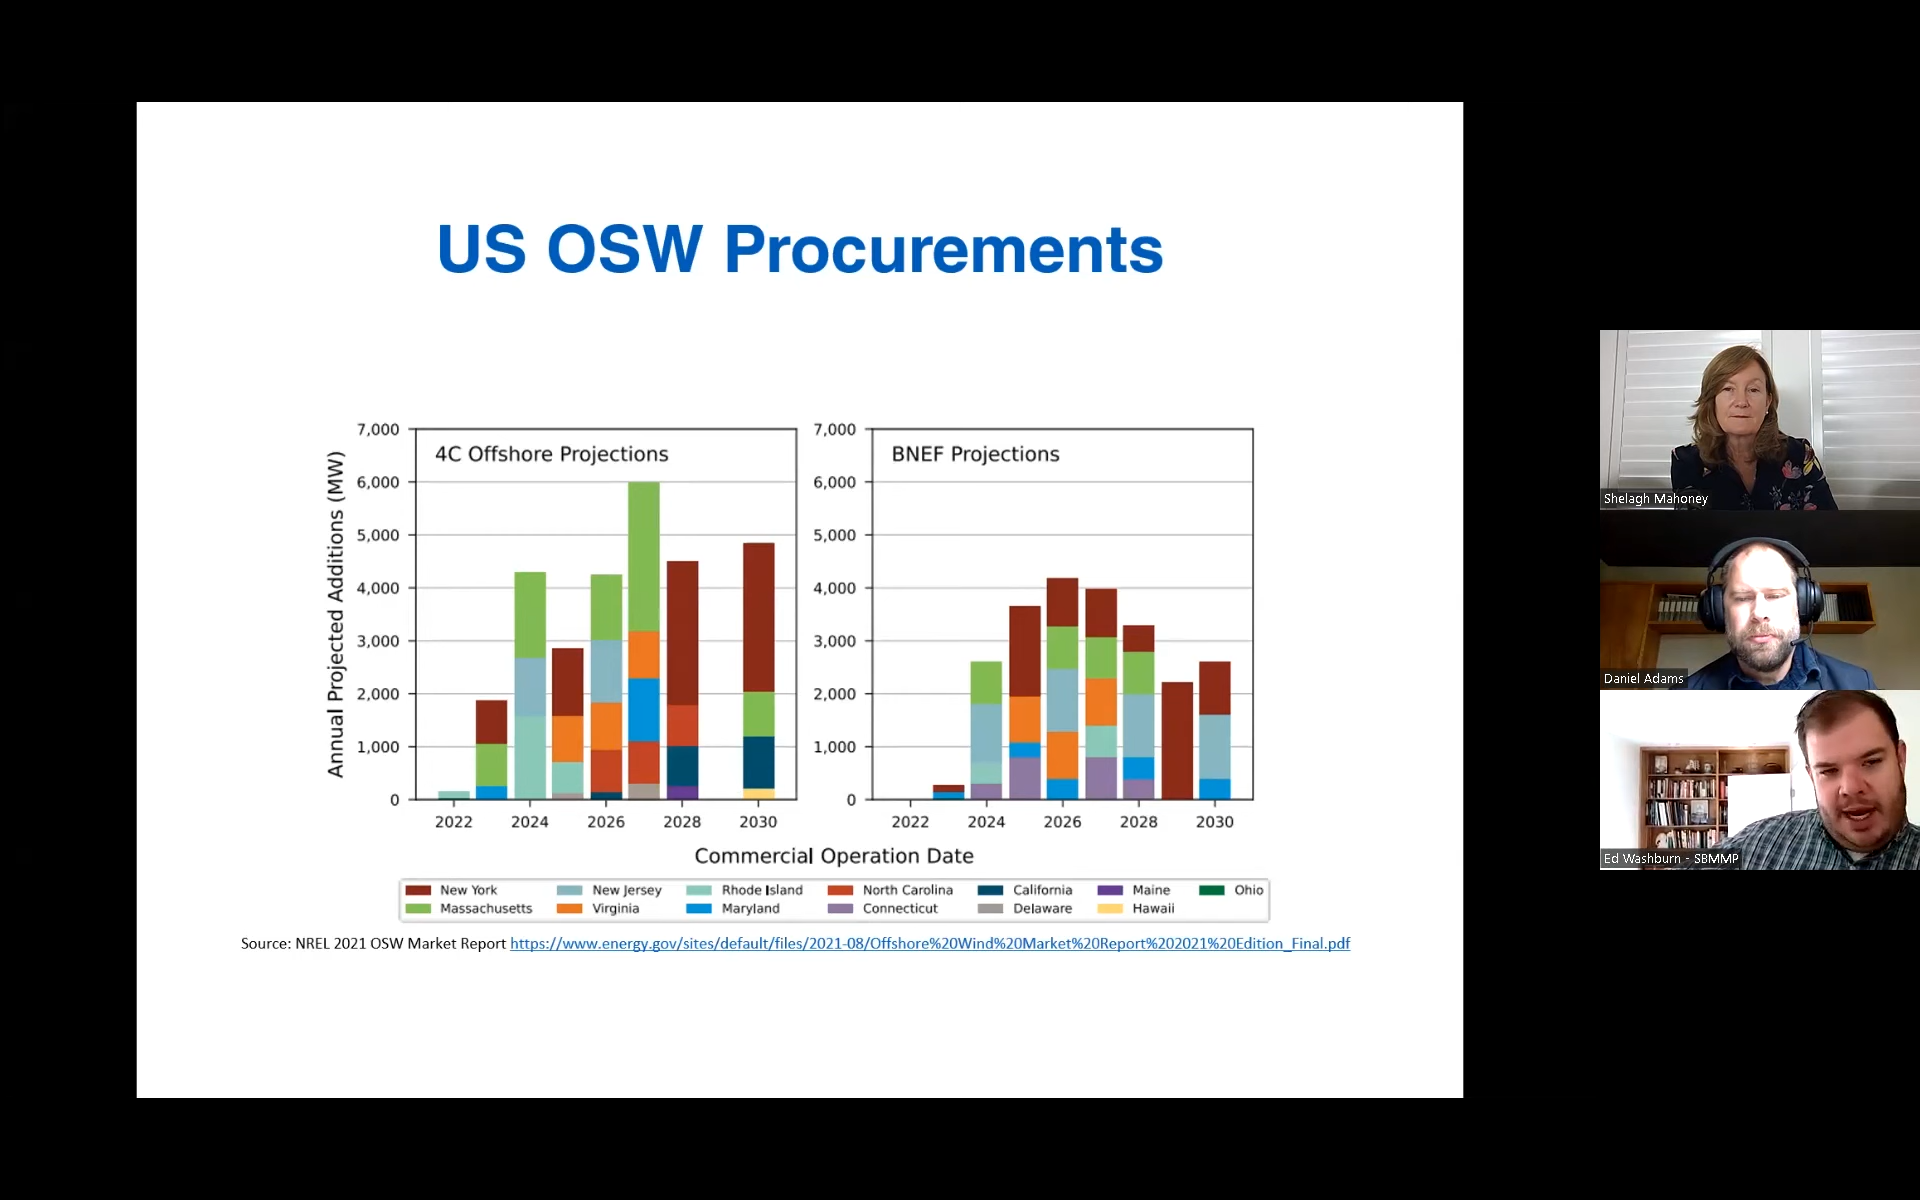 US OSW Procurements
Annual Projected Additions (MW)
7,000
6,000
5,000
4,000
3,000
2,000
1,000
0
4C Offshore Projections
2022
2024
2026
2028
2030
7,000
6,000
5,000
4,000
3,000
2,000
1,000
0
BNEF Projections
2022
2024
2026
2028
2030
Commercial Operation Date
New York
New Jersey
Rhode Island
North Carolina
California
Maine
Ohio
Massachusetts
Virginia
Maryland
Connecticut
Delaware
Hawaii
Source: NREL 2021 OSW Market Report https://www.energy.gov/sites/default/files/2021-08/Offshore%20Wind%20Market%20Report%202021%20Edition_Final.pdf
Shelagh Mahoney
Daniel Adams
Ed Washburn - SBMMP